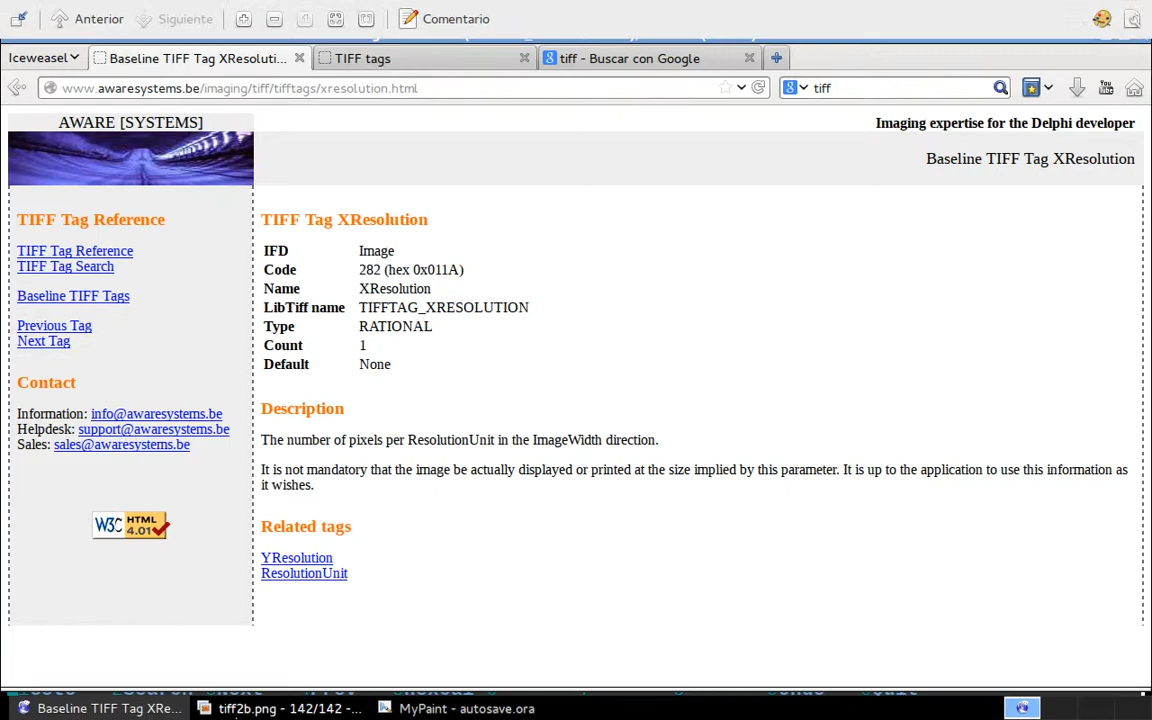 Anterior
Siguiente
Comentario
Iceweasel
Baseline TIFF Tag XResoluti...
TIFF tags
tiff - Buscar con Google
www.awaresystems.be/imaging/tiff/tifftags/xresolution.html
tiff
AWARE [SYSTEMS]
Imaging expertise for the Delphi developer
Baseline TIFF Tag XResolution
TIFF Tag Reference
TIFF Tag Reference
TIFF Tag Search
Baseline TIFF Tags
Previous Tag
Next Tag
Contact
Information: info@awaresystems.be
Helpdesk: support@awaresystems.be
Sales: sales@awaresystems.be
W3C HTML 4.01
TIFF Tag XResolution
IFD Image
Code 282 (hex 0x011A)
Name XResolution
LibTiff name TIFFTAG_XRESOLUTION
Type RATIONAL
Count 1
Default None
Description
The number of pixels per ResolutionUnit in the ImageWidth direction.
It is not mandatory that the image be actually displayed or printed at the size implied by this parameter. It is up to the application to use this information as
it wishes.
Related tags
YResolution
ResolutionUnit
Baseline TIFF Tag XRe...
tiff2b.png - 142/142 -...
MyPaint - autosave.ora